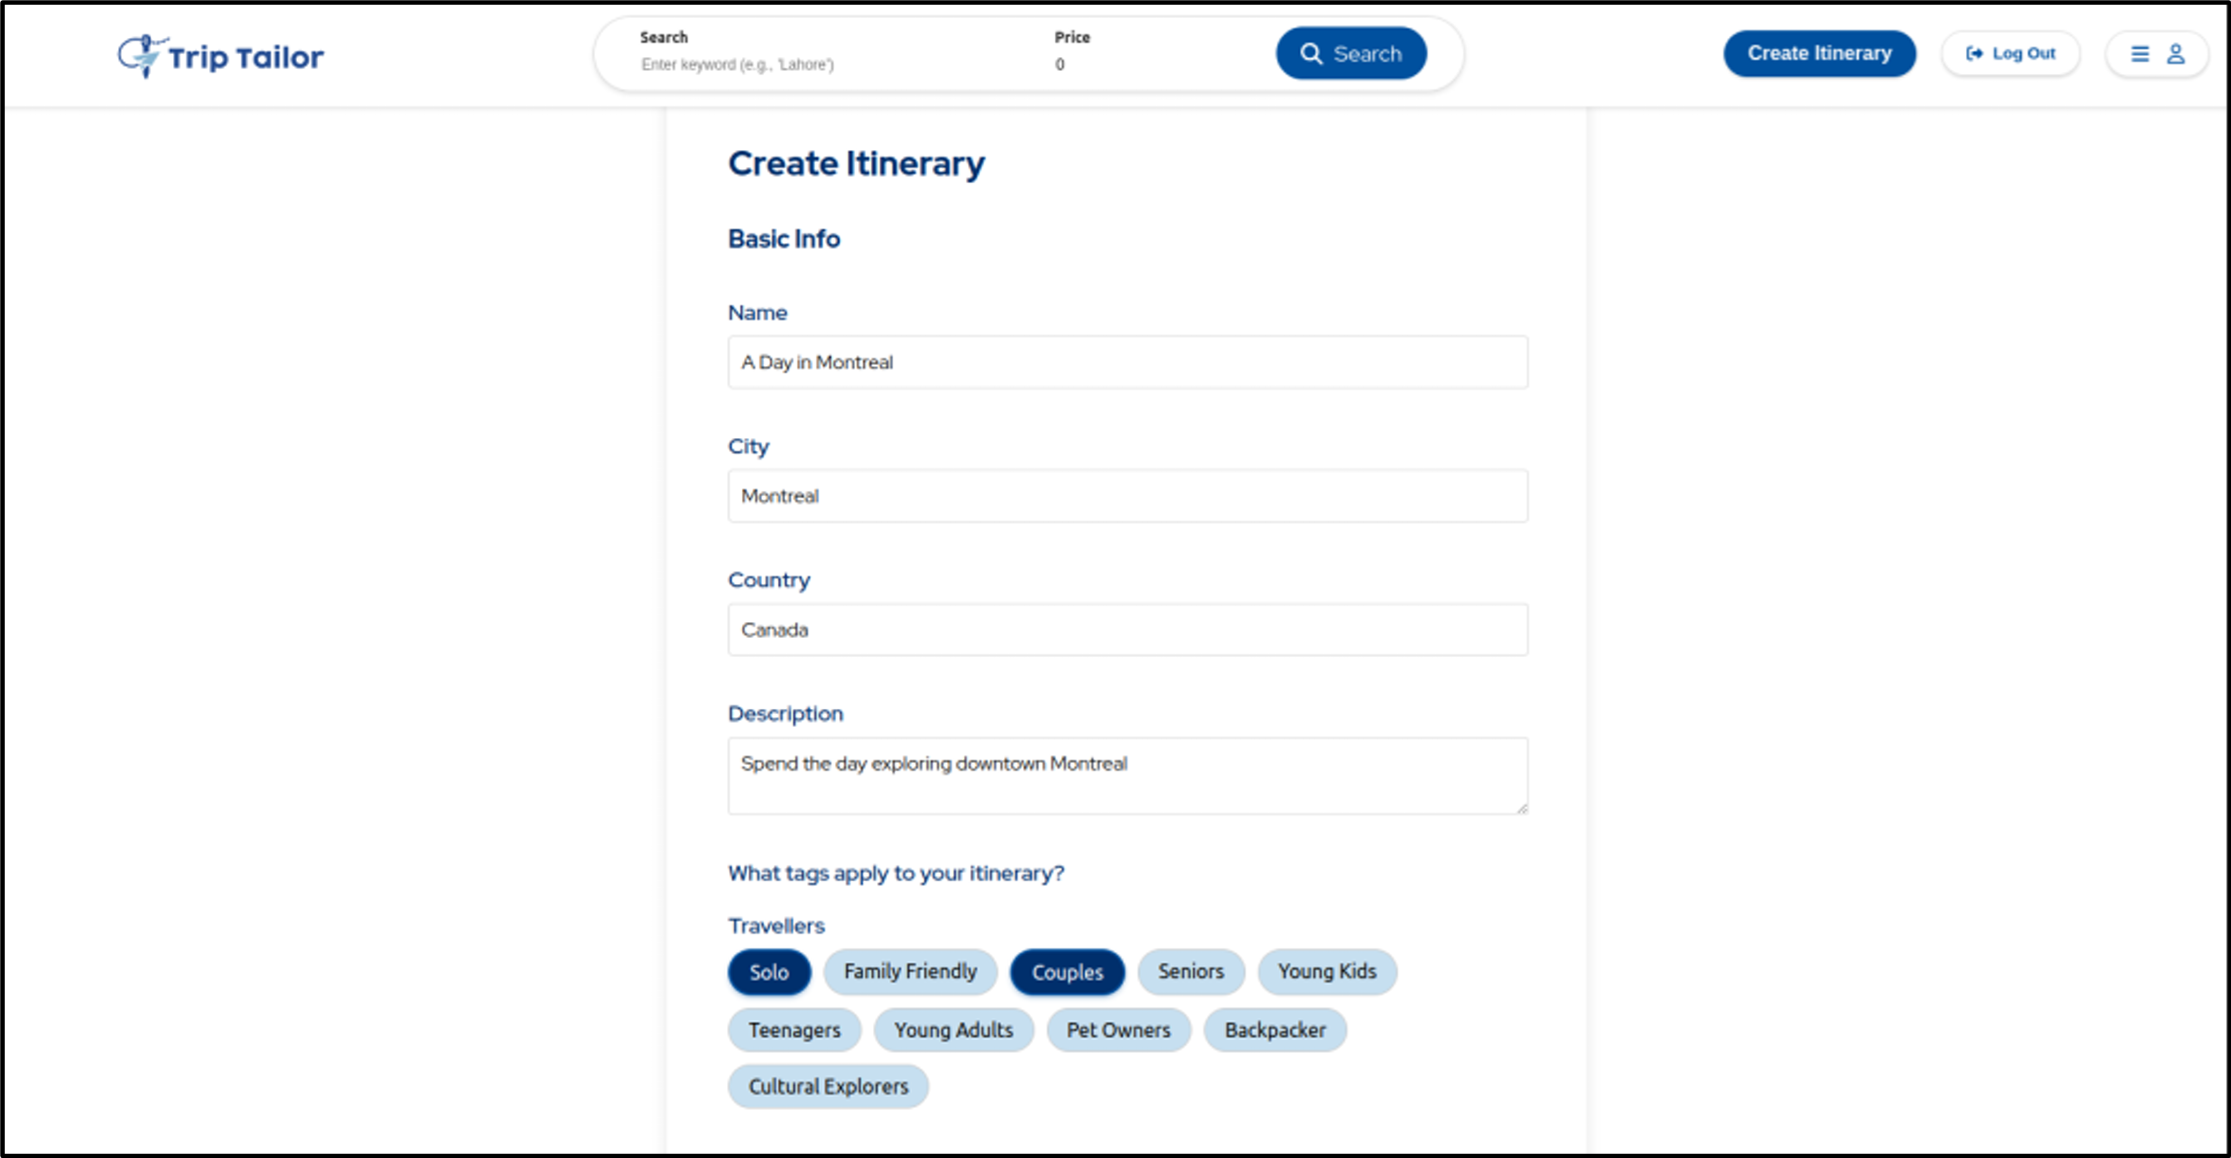 Trip Tailor
Search
Enter keyword (e.g., 'Lahore')
Price
0
Search
Create Itinerary
Log Out
Create Itinerary
Basic Info
Name
A Day in Montreal
City
Montreal
Country
Canada
Description
Spend the day exploring downtown Montreal
What tags apply to your itinerary?
Travellers
Solo Family Friendly Couples Seniors Young Kids
Teenagers Young Adults Pet Owners Backpacker
Cultural Explorers